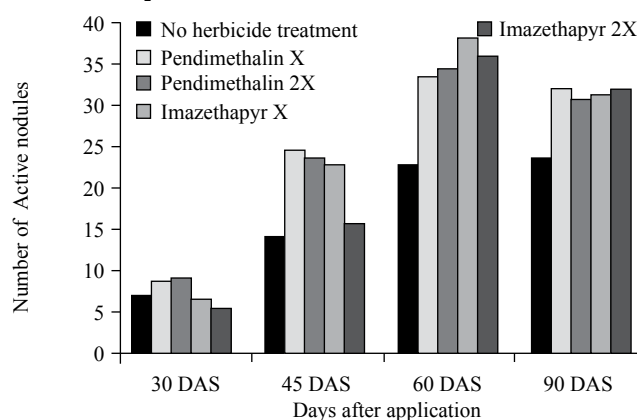 40
35
30
25
20
15
10
5
0
Number of Active nodules
No herbicide treatment
Pendimethalin X
Pendimethalin 2X
Imazethapyr X
Imazethapyr 2X
30 DAS
45 DAS
60 DAS
90 DAS
Days after application